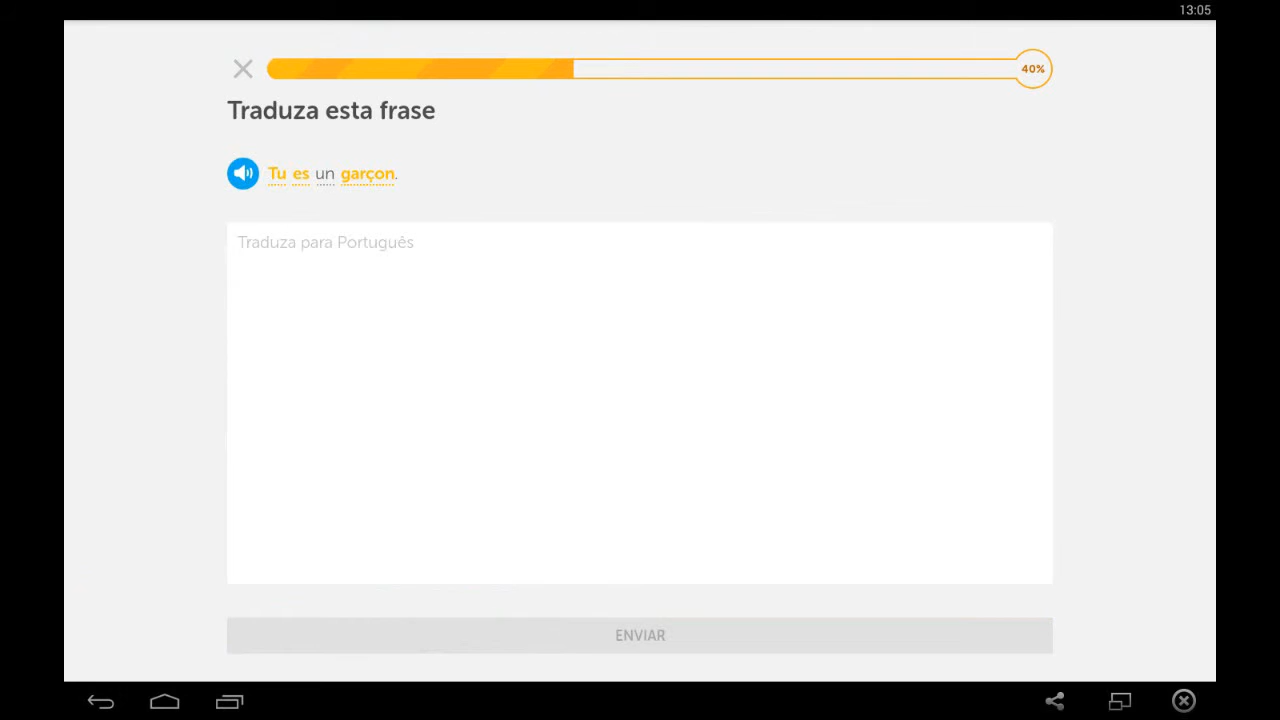 13:05
40%
Traduza esta frase
Tu es un garçon.
Traduza para Português
ENVIAR